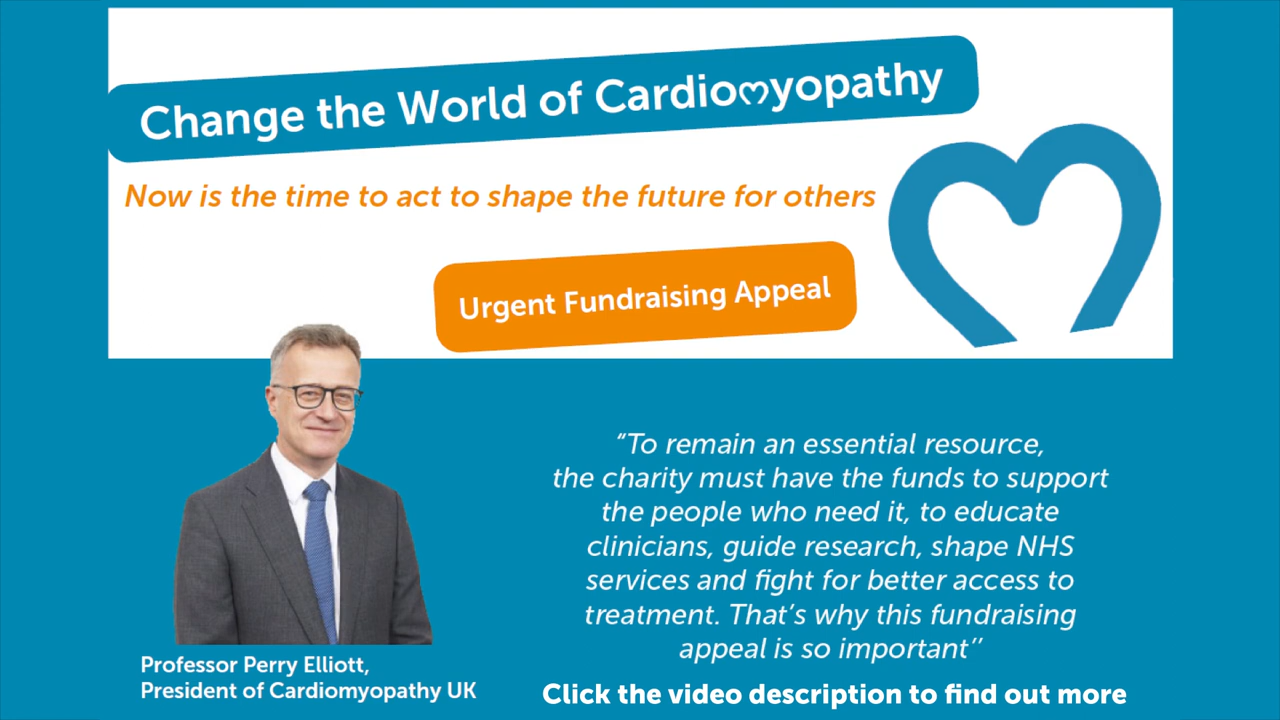 Change the World of Cardiomyopathy
Now is the time to act to shape the future for others
Urgent Fundraising Appeal
“To remain an essential resource,
the charity must have the funds to support
the people who need it, to educate
clinicians, guide research, shape NHS
services and fight for better access to
treatment. That’s why this fundraising
appeal is so important’’
Professor Perry Elliott,
President of Cardiomyopathy UK
Click the video description to find out more